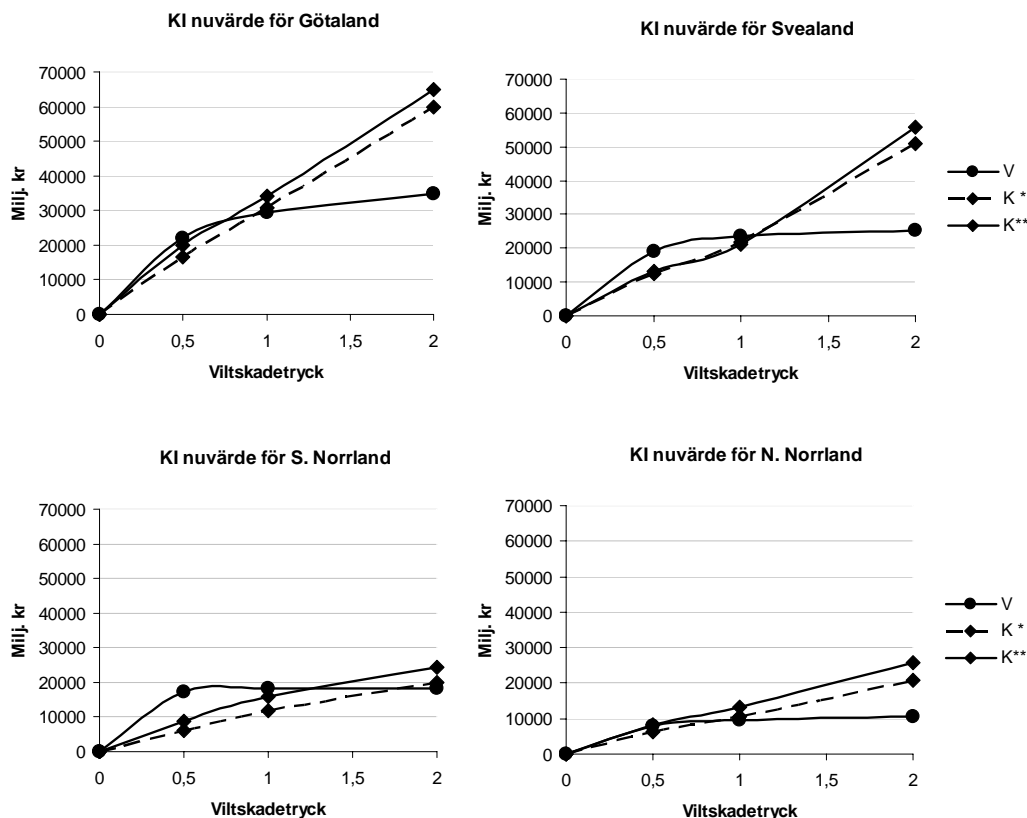 KI nuvärde för Götaland
70000
60000
50000
40000
30000
20000
10000
0
Milj. kr
0 0,5 1 1,5 2
Viltskadetryck
KI nuvärde för Svealand
70000
60000
50000
40000
30000
20000
10000
0
Milj. kr
0 0,5 1 1,5 2
Viltskadetryck
V
K *
K**
KI nuvärde för S. Norrland
70000
60000
50000
40000
30000
20000
10000
0
Milj. kr
0 0,5 1 1,5 2
Viltskadetryck
KI nuvärde för N. Norrland
70000
60000
50000
40000
30000
20000
10000
0
Milj. kr
0 0,5 1 1,5 2
Viltskadetryck
V
K *
K**